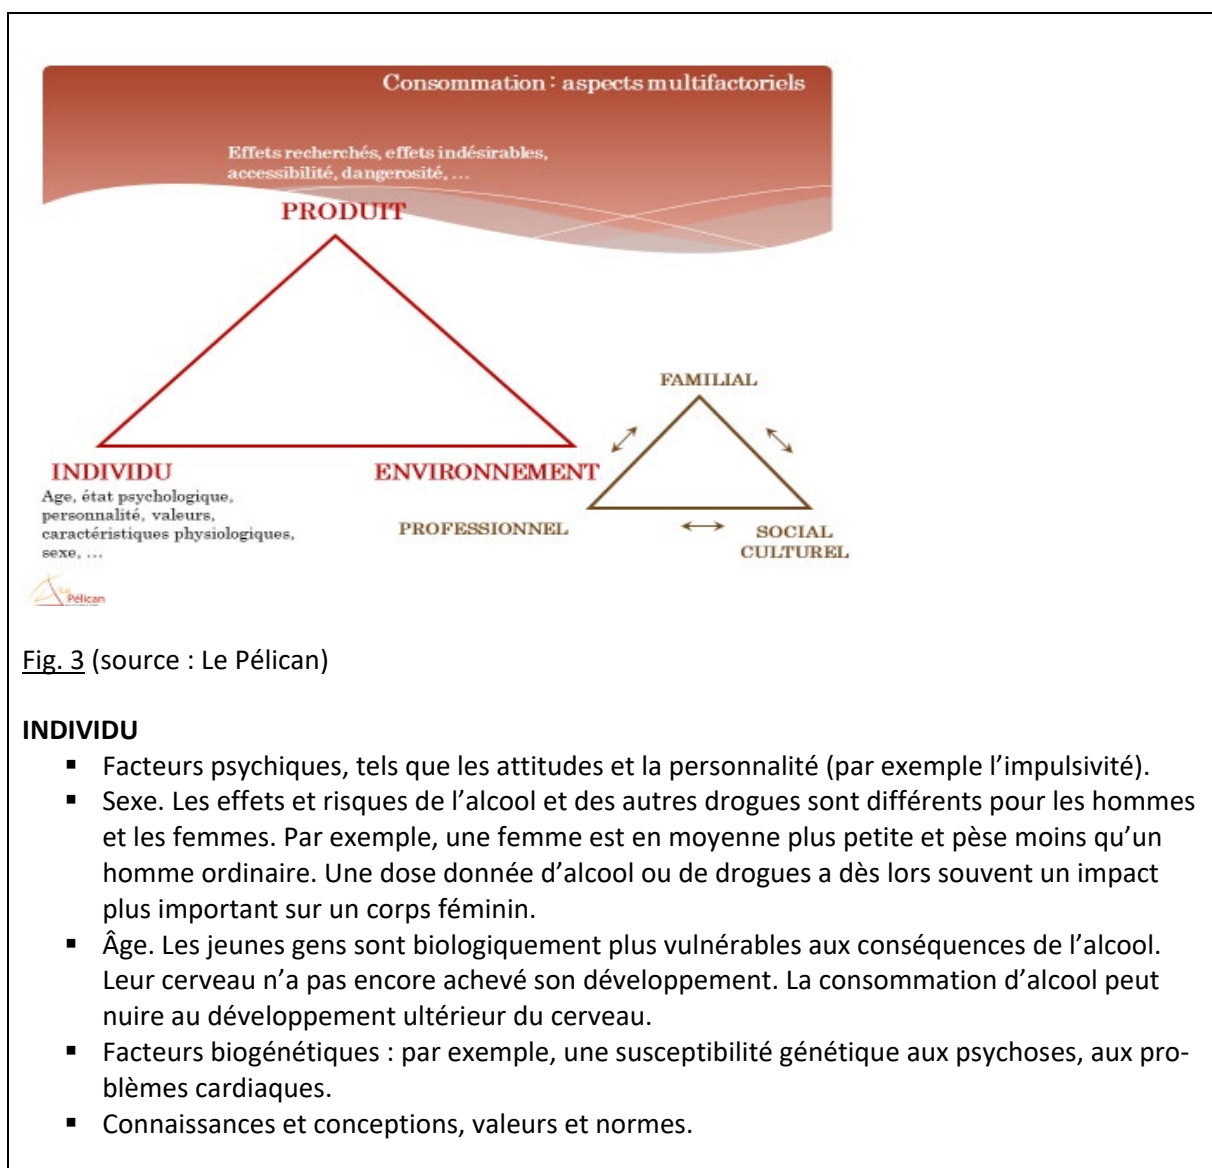 Consommation : aspects multifactoriels
Effets recherchés, effets indésirables,
accessibilité, dangerosité, …
PRODUIT
FAMILIAL
INDIVIDU
Age, état psychologique,
personnalité, valeurs,
caractéristiques physiologiques,
sexe, …
ENVIRONNEMENT
PROFESSIONNEL
SOCIAL
CULTUREL
Le
Pélican
Fig. 3 (source : Le Pélican)
INDIVIDU
▪ Facteurs psychiques, tels que les attitudes et la personnalité (par exemple l’impulsivité).
▪ Sexe. Les effets et risques de l’alcool et des autres drogues sont différents pour les hommes
et les femmes. Par exemple, une femme est en moyenne plus petite et pèse moins qu’un
homme ordinaire. Une dose donnée d’alcool ou de drogues a dès lors souvent un impact
plus important sur un corps féminin.
▪ Âge. Les jeunes gens sont biologiquement plus vulnérables aux conséquences de l’alcool.
Leur cerveau n’a pas encore achevé son développement. La consommation d’alcool peut
nuire au développement ultérieur du cerveau.
▪ Facteurs biogénétiques : par exemple, une susceptibilité génétique aux psychoses, aux pro-
blèmes cardiaques.
▪ Connaissances et conceptions, valeurs et normes.